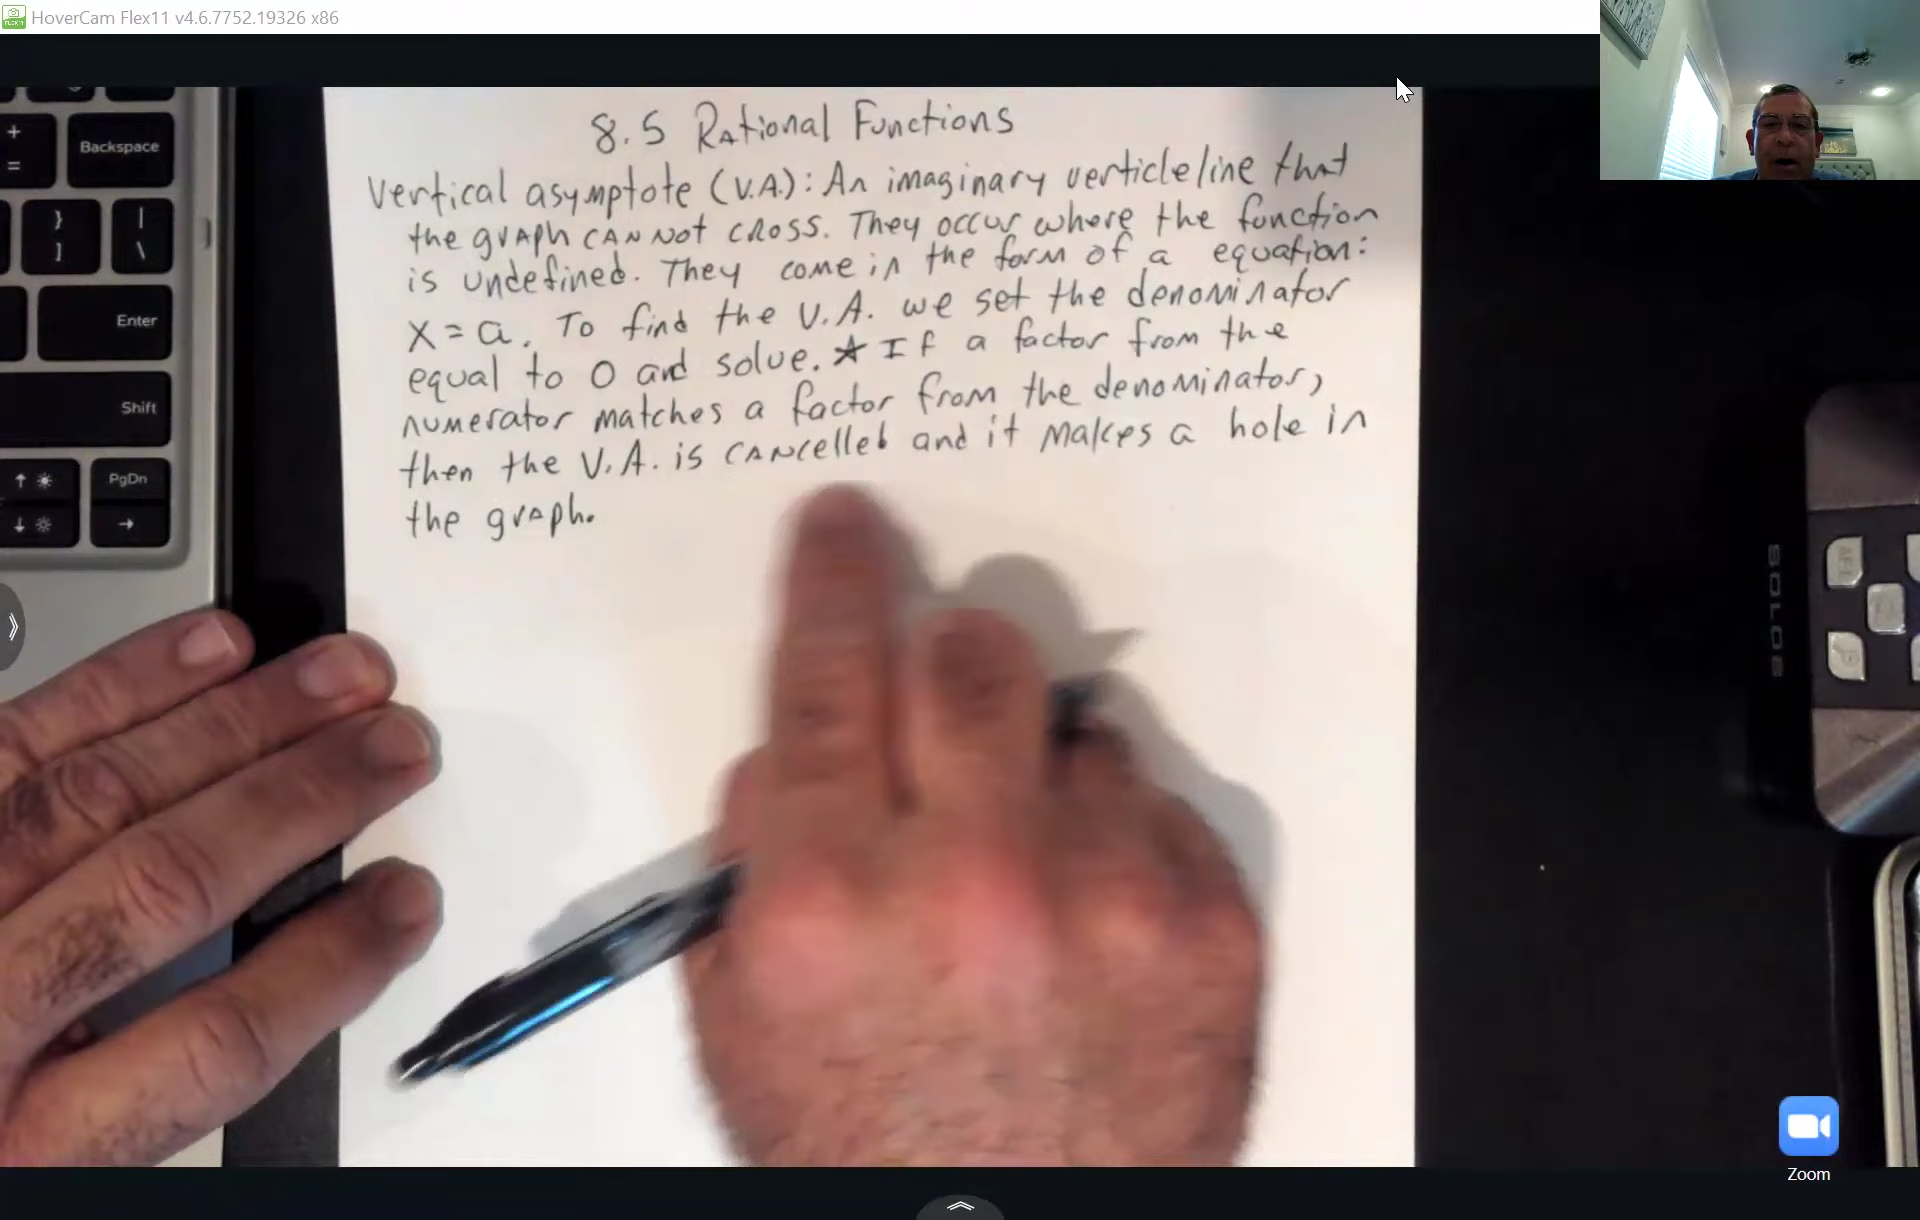 HoverCam Flex11 v4.6.7752.19326 x86
8.5 Rational Functions
Vertical asymptote (V.A.): An imaginary verticle line that
the graph cannot cross. They occur where the function
is undefined. They come in the form of a equation:
x = a. To find the V.A. we set the denominator
equal to 0 and solve. ★ If a factor from the
numerator matches a factor from the denominator,
then the V.A. is cancelled and it makes a hole in
the graph.
+
=
Backspace
}
]
|
\
Enter
Shift
PgDn
SOLO
Zoom